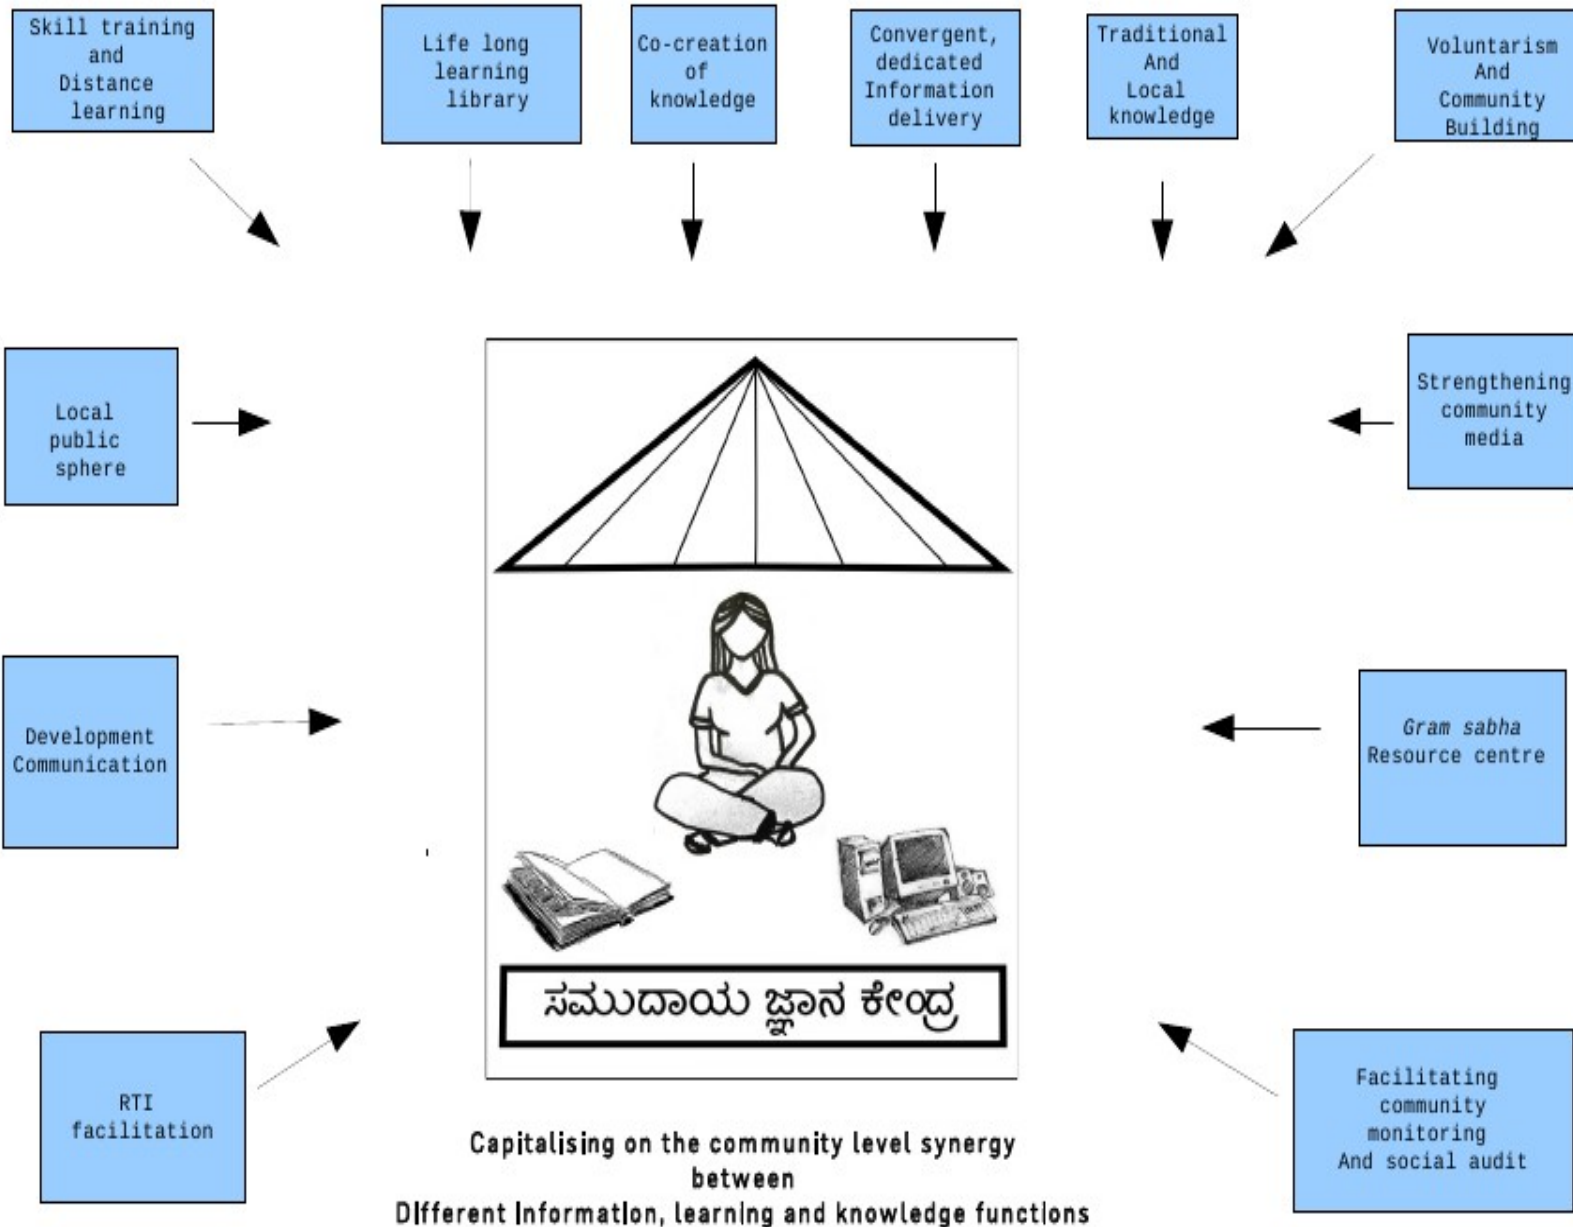 Skill training
and
Distance
learning
Life long
learning
library
Co-creation
of
knowledge
Convergent,
dedicated
Information
delivery
Traditional
And
Local
knowledge
Voluntarism
And
Community
Building
Local
public
sphere
Strengthening
community
media
Development
Communication
Gram sabha
Resource centre
ಸಮುದಾಯ ಜ್ಞಾನ ಕೇಂದ್ರ
RTI
facilitation
Facilitating
community
monitoring
And social audit
Capitalising on the community level synergy
between
Different Information, learning and knowledge functions